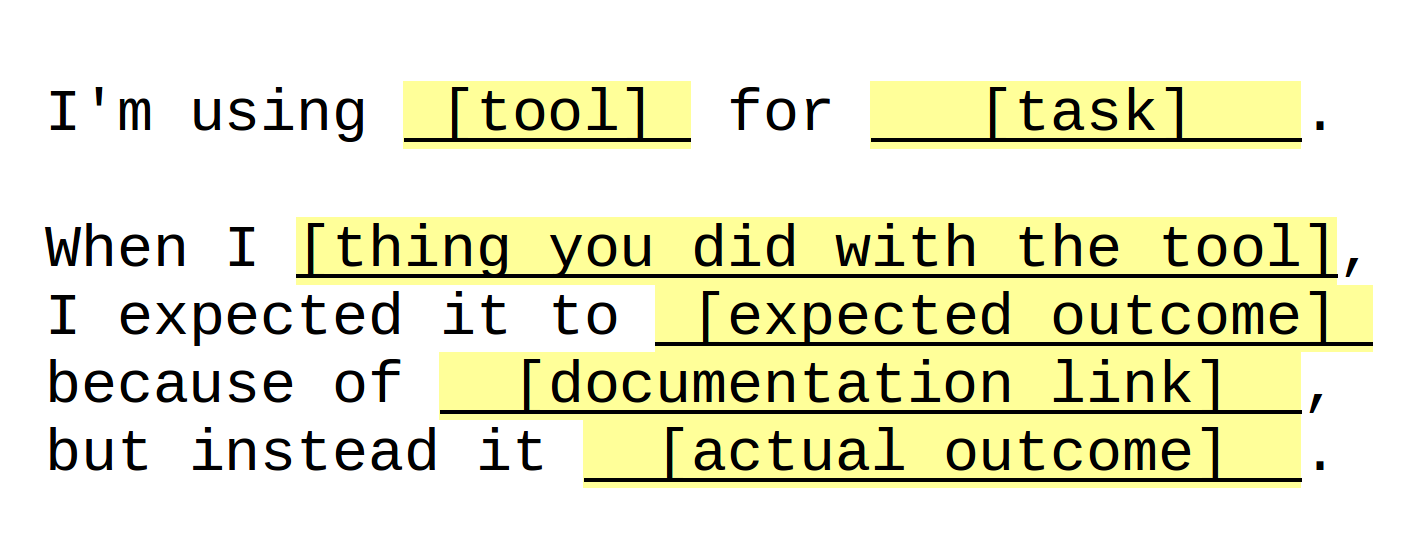 I'm using [tool] for [task].
When I [thing you did with the tool],
I expected it to [expected outcome]
because of [documentation link],
but instead it [actual outcome].